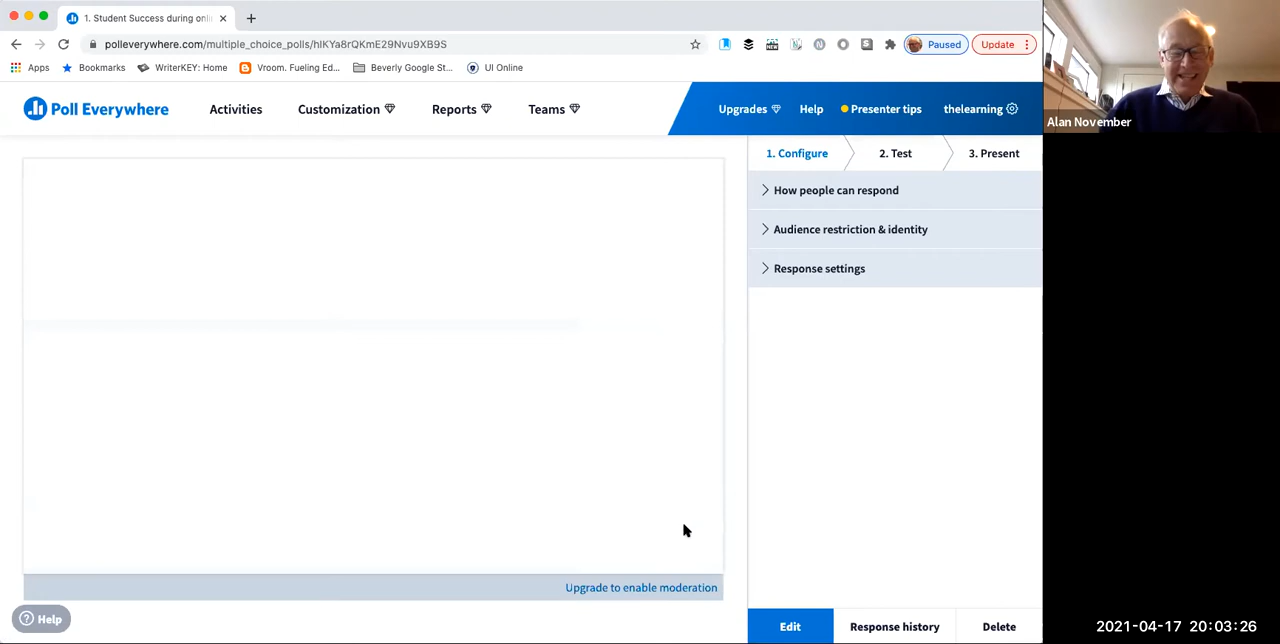 1. Student Success during onli
polleverywhere.com/multiple_choice_polls/hIKYa8rQKmE29Nvu9XB9S
Paused
Update
Apps
Bookmarks
WriterKEY: Home
Vroom. Fueling Ed...
Beverly Google St...
UI Online
Poll Everywhere
Activities
Customization
Reports
Teams
Upgrades
Help
Presenter tips
thelearning
Alan November
1. Configure
2. Test
3. Present
How people can respond
Audience restriction & identity
Response settings
Upgrade to enable moderation
Help
Edit
Response history
Delete
2021-04-17 20:03:26